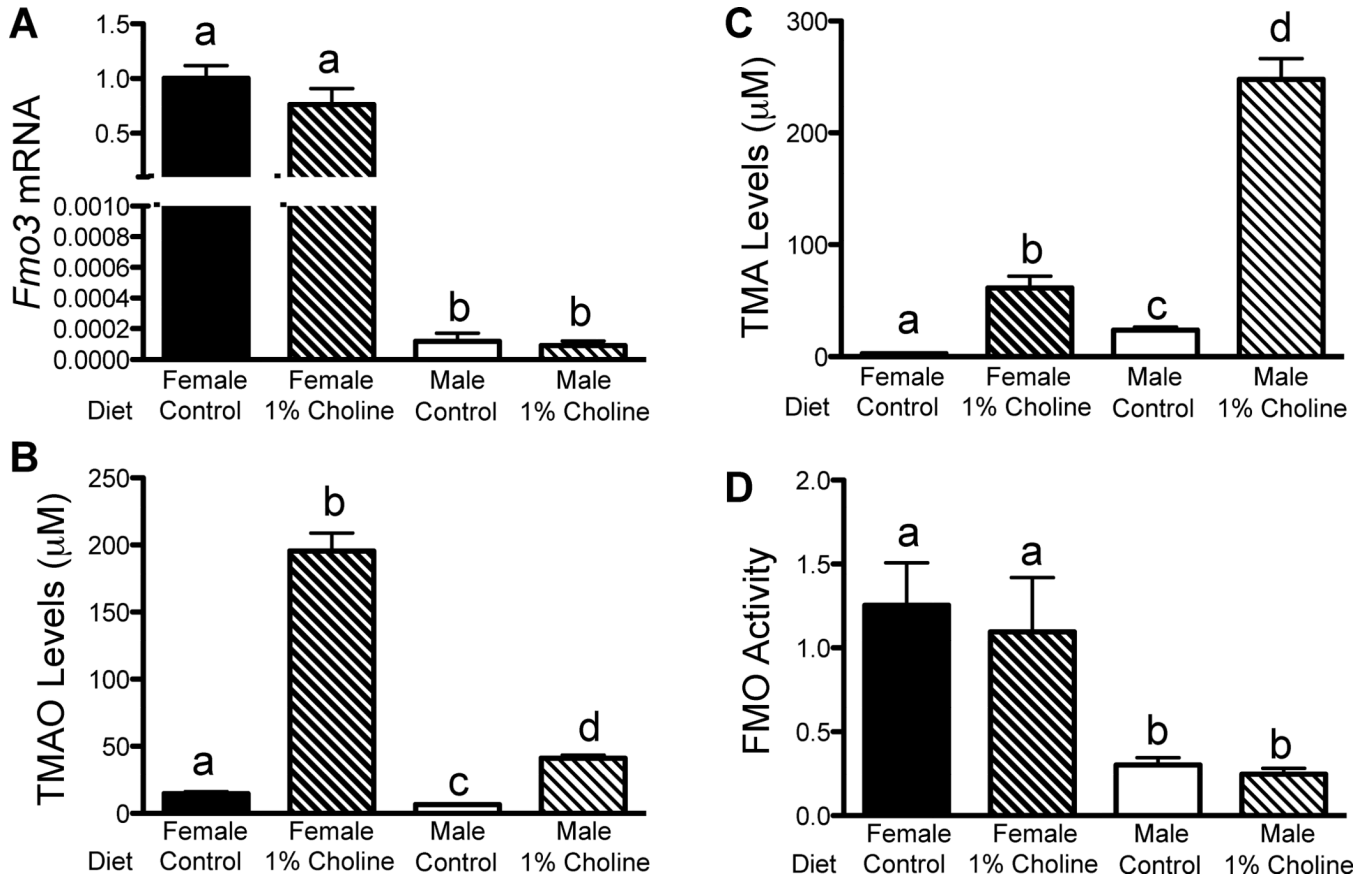 A
Fmo3 mRNA
1.5
1.0
0.5
0.0010
0.0008
0.0006
0.0004
0.0002
0.0000
a
a
b
b
Female Female Male Male
Diet Control 1% Choline Control 1% Choline
B
TMAO Levels (μM)
250
200
150
100
50
0
a
b
c
d
Female Female Male Male
Diet Control 1% Choline Control 1% Choline
C
TMA Levels (μM)
300
200
100
0
a
b
c
d
Female Female Male Male
Diet Control 1% Choline Control 1% Choline
D
FMO Activity
2.0
1.5
1.0
0.5
0.0
a
a
b
b
Female Female Male Male
Diet Control 1% Choline Control 1% Choline